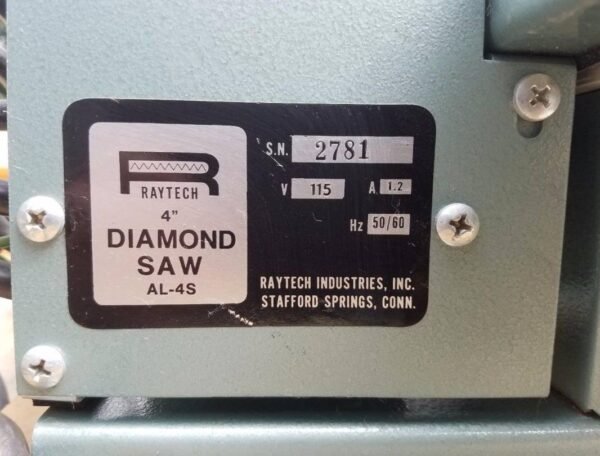 RAYTECH
4"
DIAMOND
SAW
AL-4S
S.N. 2781
V 115 A 1.2
Hz 50/60
RAYTECH INDUSTRIES, INC.
STAFFORD SPRINGS, CONN.